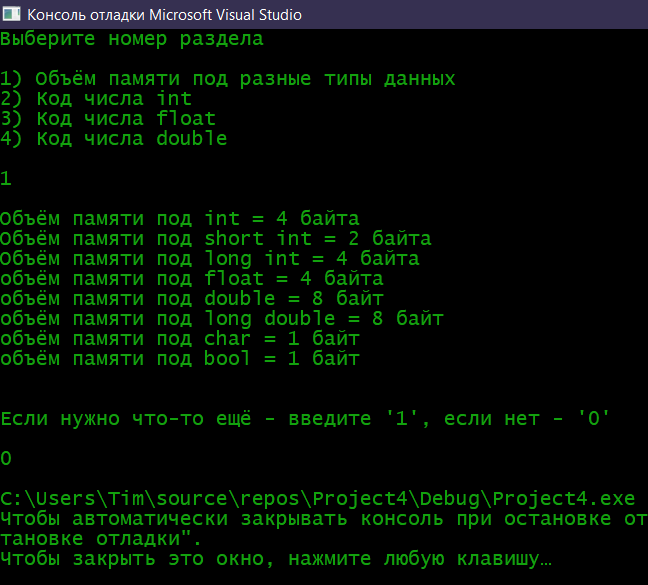 Консоль отладки Microsoft Visual Studio
Выберите номер раздела
1) Объём памяти под разные типы данных
2) Код числа int
3) Код числа float
4) Код числа double
1
Объём памяти под int = 4 байта
Объём памяти под short int = 2 байта
Объём памяти под long int = 4 байта
объём памяти под float = 4 байта
объём памяти под double = 8 байт
объём памяти под long double = 8 байт
объём памяти под char = 1 байт
объём памяти под bool = 1 байт
Если нужно что-то ещё - введите '1', если нет - '0'
0
C:\Users\Tim\source\repos\Project4\Debug\Project4.exe
Чтобы автоматически закрывать консоль при остановке от
тановке отладки".
Чтобы закрыть это окно, нажмите любую клавишу…